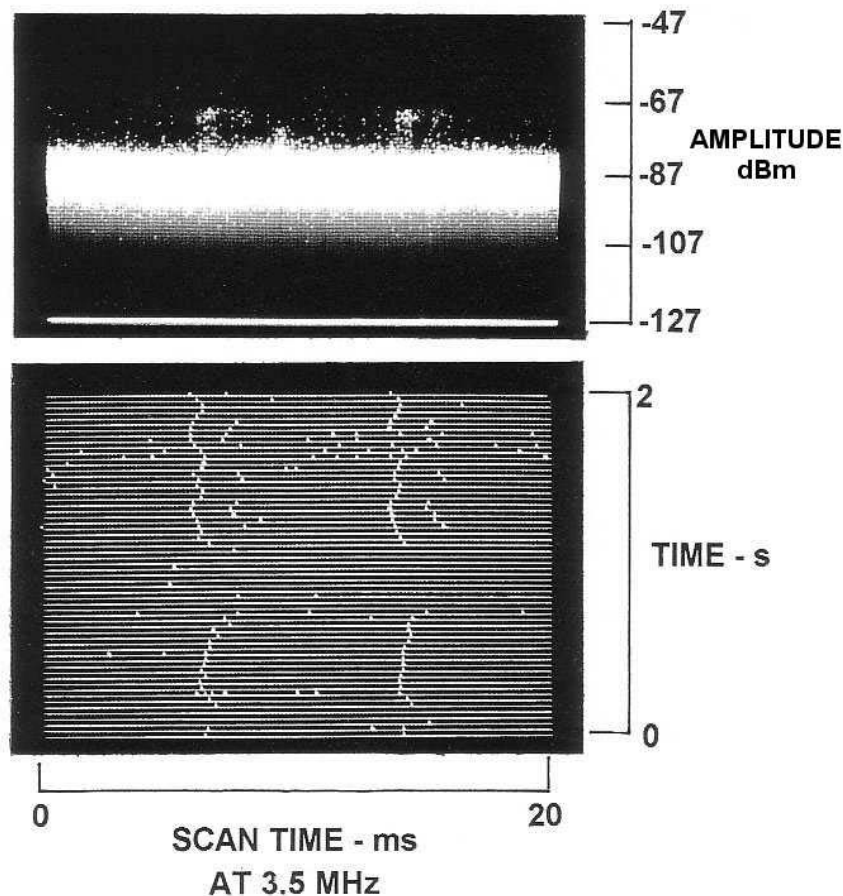 -47
-67
AMPLITUDE
dBm
-87
-107
-127
2
TIME - s
0
0
20
SCAN TIME - ms
AT 3.5 MHz